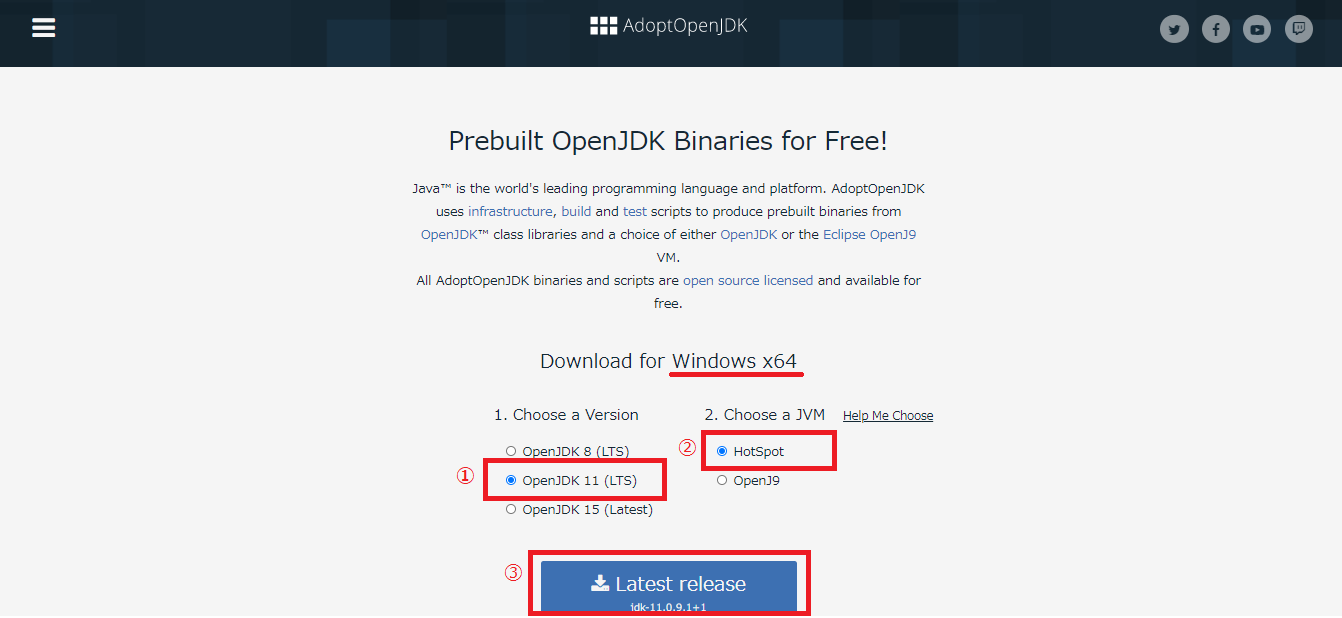 AdoptOpenJDK
Prebuilt OpenJDK Binaries for Free!
Java™ is the world's leading programming language and platform. AdoptOpenJDK
uses infrastructure, build and test scripts to produce prebuilt binaries from
OpenJDK™ class libraries and a choice of either OpenJDK or the Eclipse OpenJ9
VM.
All AdoptOpenJDK binaries and scripts are open source licensed and available for
free.
Download for Windows x64
1. Choose a Version
2. Choose a JVM Help Me Choose
OpenJDK 8 (LTS)
① OpenJDK 11 (LTS)
OpenJDK 15 (Latest)
② HotSpot
OpenJ9
③ Latest release
jdk-11.0.9.1+1